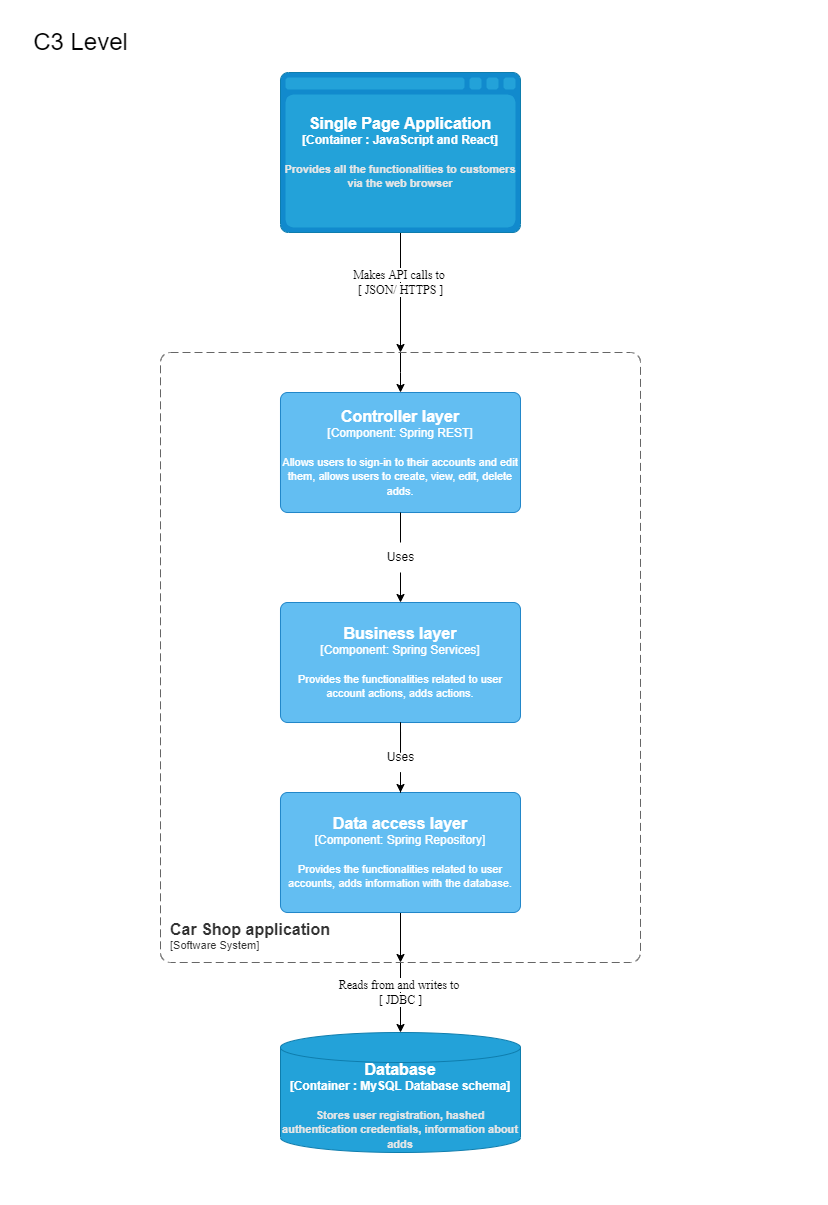 C3 Level
Single Page Application
[Container : JavaScript and React]
Provides all the functionalities to customers
via the web browser
Makes API calls to
[ JSON/ HTTPS ]
Controller layer
[Component: Spring REST]
Allows users to sign-in to their accounts and edit
them, allows users to create, view, edit, delete
adds.
Uses
Business layer
[Component: Spring Services]
Provides the functionalities related to user
account actions, adds actions.
Uses
Data access layer
[Component: Spring Repository]
Provides the functionalities related to user
accounts, adds information with the database.
Car Shop application
[Software System]
Reads from and writes to
[ JDBC ]
Database
[Container : MySQL Database schema]
Stores user registration, hashed
authentication credentials, information about
adds